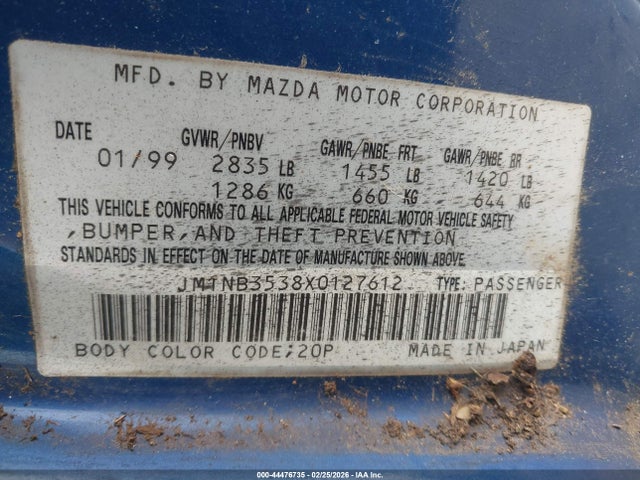 MFD. BY MAZDA MOTOR CORPORATION
DATE GVWR/PNBV GAWR/PNBE FRT GAWR/PNBE RR
01/99 2835 LB 1455 LB 1420 LB
1286 KG 660 KG 644 KG
THIS VEHICLE CONFORMS TO ALL APPLICABLE FEDERAL MOTOR VEHICLE SAFETY
,BUMPER,AND THEFT PREVENTION
STANDARDS IN EFFECT ON THE DATE OF MANUFACTURE SHOWN ABOVE.
JM1NB3538X0127612 TYPE: PASSENGER
BODY COLOR CODE;20P MADE IN JAPAN
000-44476735 - 02/25/2026 - IAA Inc.